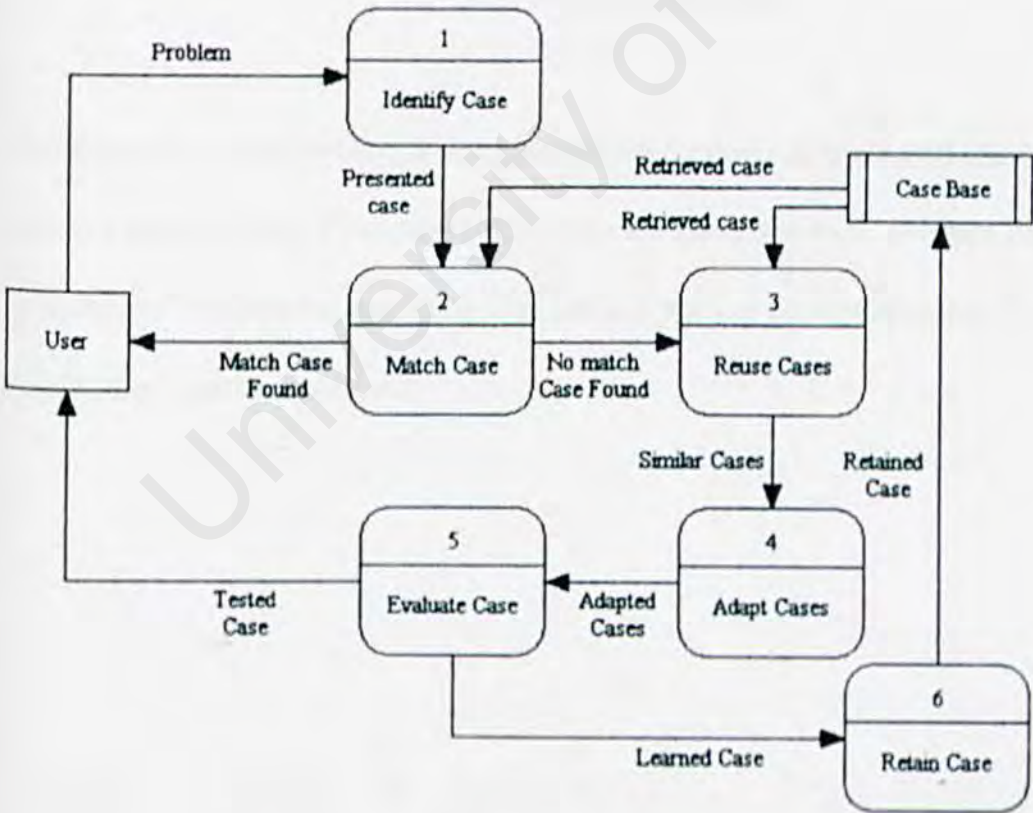 1
Problem
Identify Case
Presented
case
Retrieved case
Case Base
Retrieved case
User
2
Match Case
Match Case
Found
No match
Case Found
3
Reuse Cases
Similar Cases
Retained
Case
4
Adapt Cases
Adapted
Cases
5
Evaluate Case
Tested
Case
Learned Case
6
Retain Case
University of